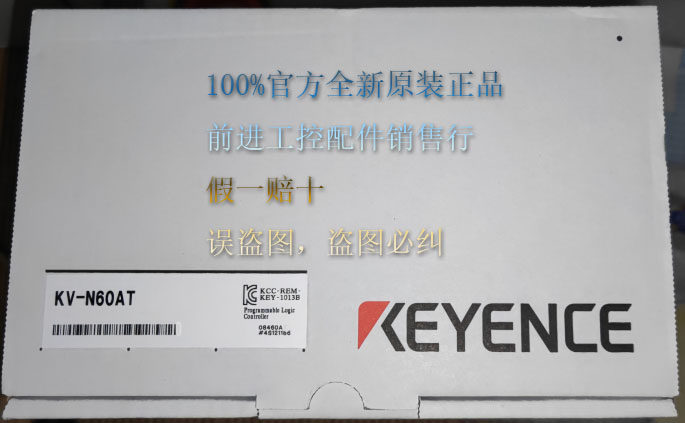 100%官方全新原装正品
前进工控配件销售行
假一赔十
误盗图，盗图必纠
KV-N60AT
KCC-REM-
KEY-1013B
Programmable Logic
Controller
08460A
#4S1211b6
KEYENCE